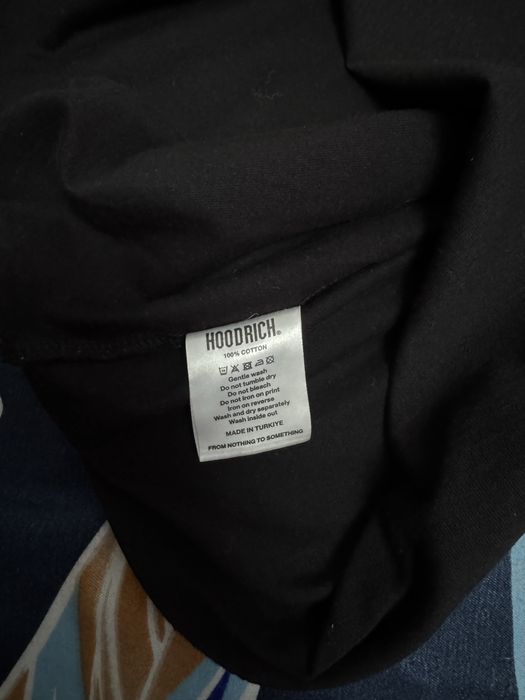 HOODRICH®
100% COTTON
Gentle wash
Do not tumble dry
Do not bleach
Do not Iron on print
Iron on reverse
Wash and dry separately
Wash inside out
MADE IN TURKIYE
FROM NOTHING TO SOMETHING